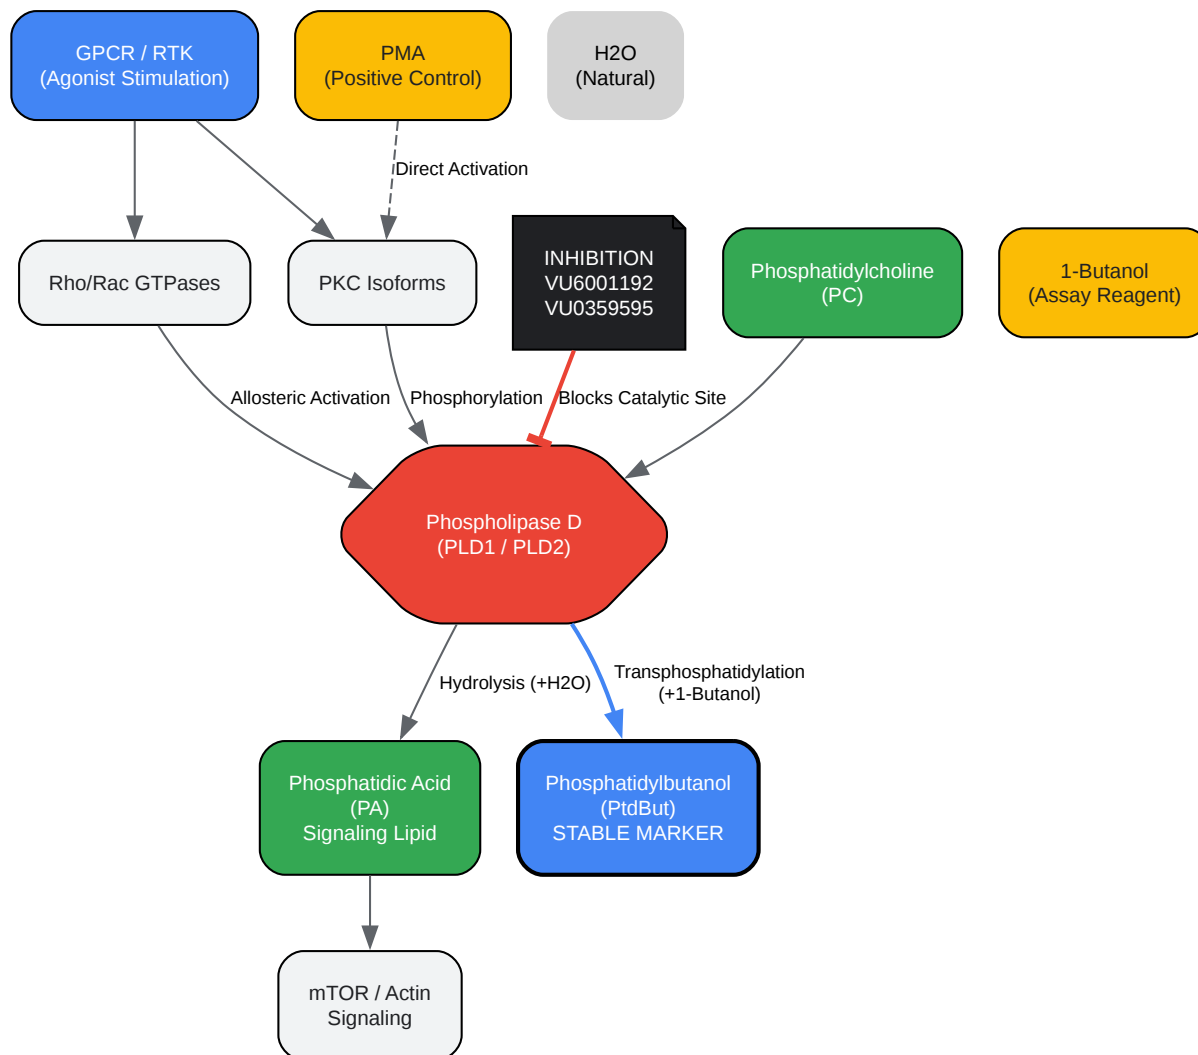 GPCR / RTK
(Agonist Stimulation)
PMA
(Positive Control)
H2O
(Natural)
Direct Activation
Rho/Rac GTPases
PKC Isoforms
INHIBITION
VU6001192
VU0359595
Phosphatidylcholine
(PC)
1-Butanol
(Assay Reagent)
Allosteric Activation
Phosphorylation
Blocks Catalytic Site
Phospholipase D
(PLD1 / PLD2)
Hydrolysis (+H2O)
Transphosphatidylation
(+1-Butanol)
Phosphatidic Acid
(PA)
Signaling Lipid
Phosphatidylbutanol
(PtdBut)
STABLE MARKER
mTOR / Actin
Signaling